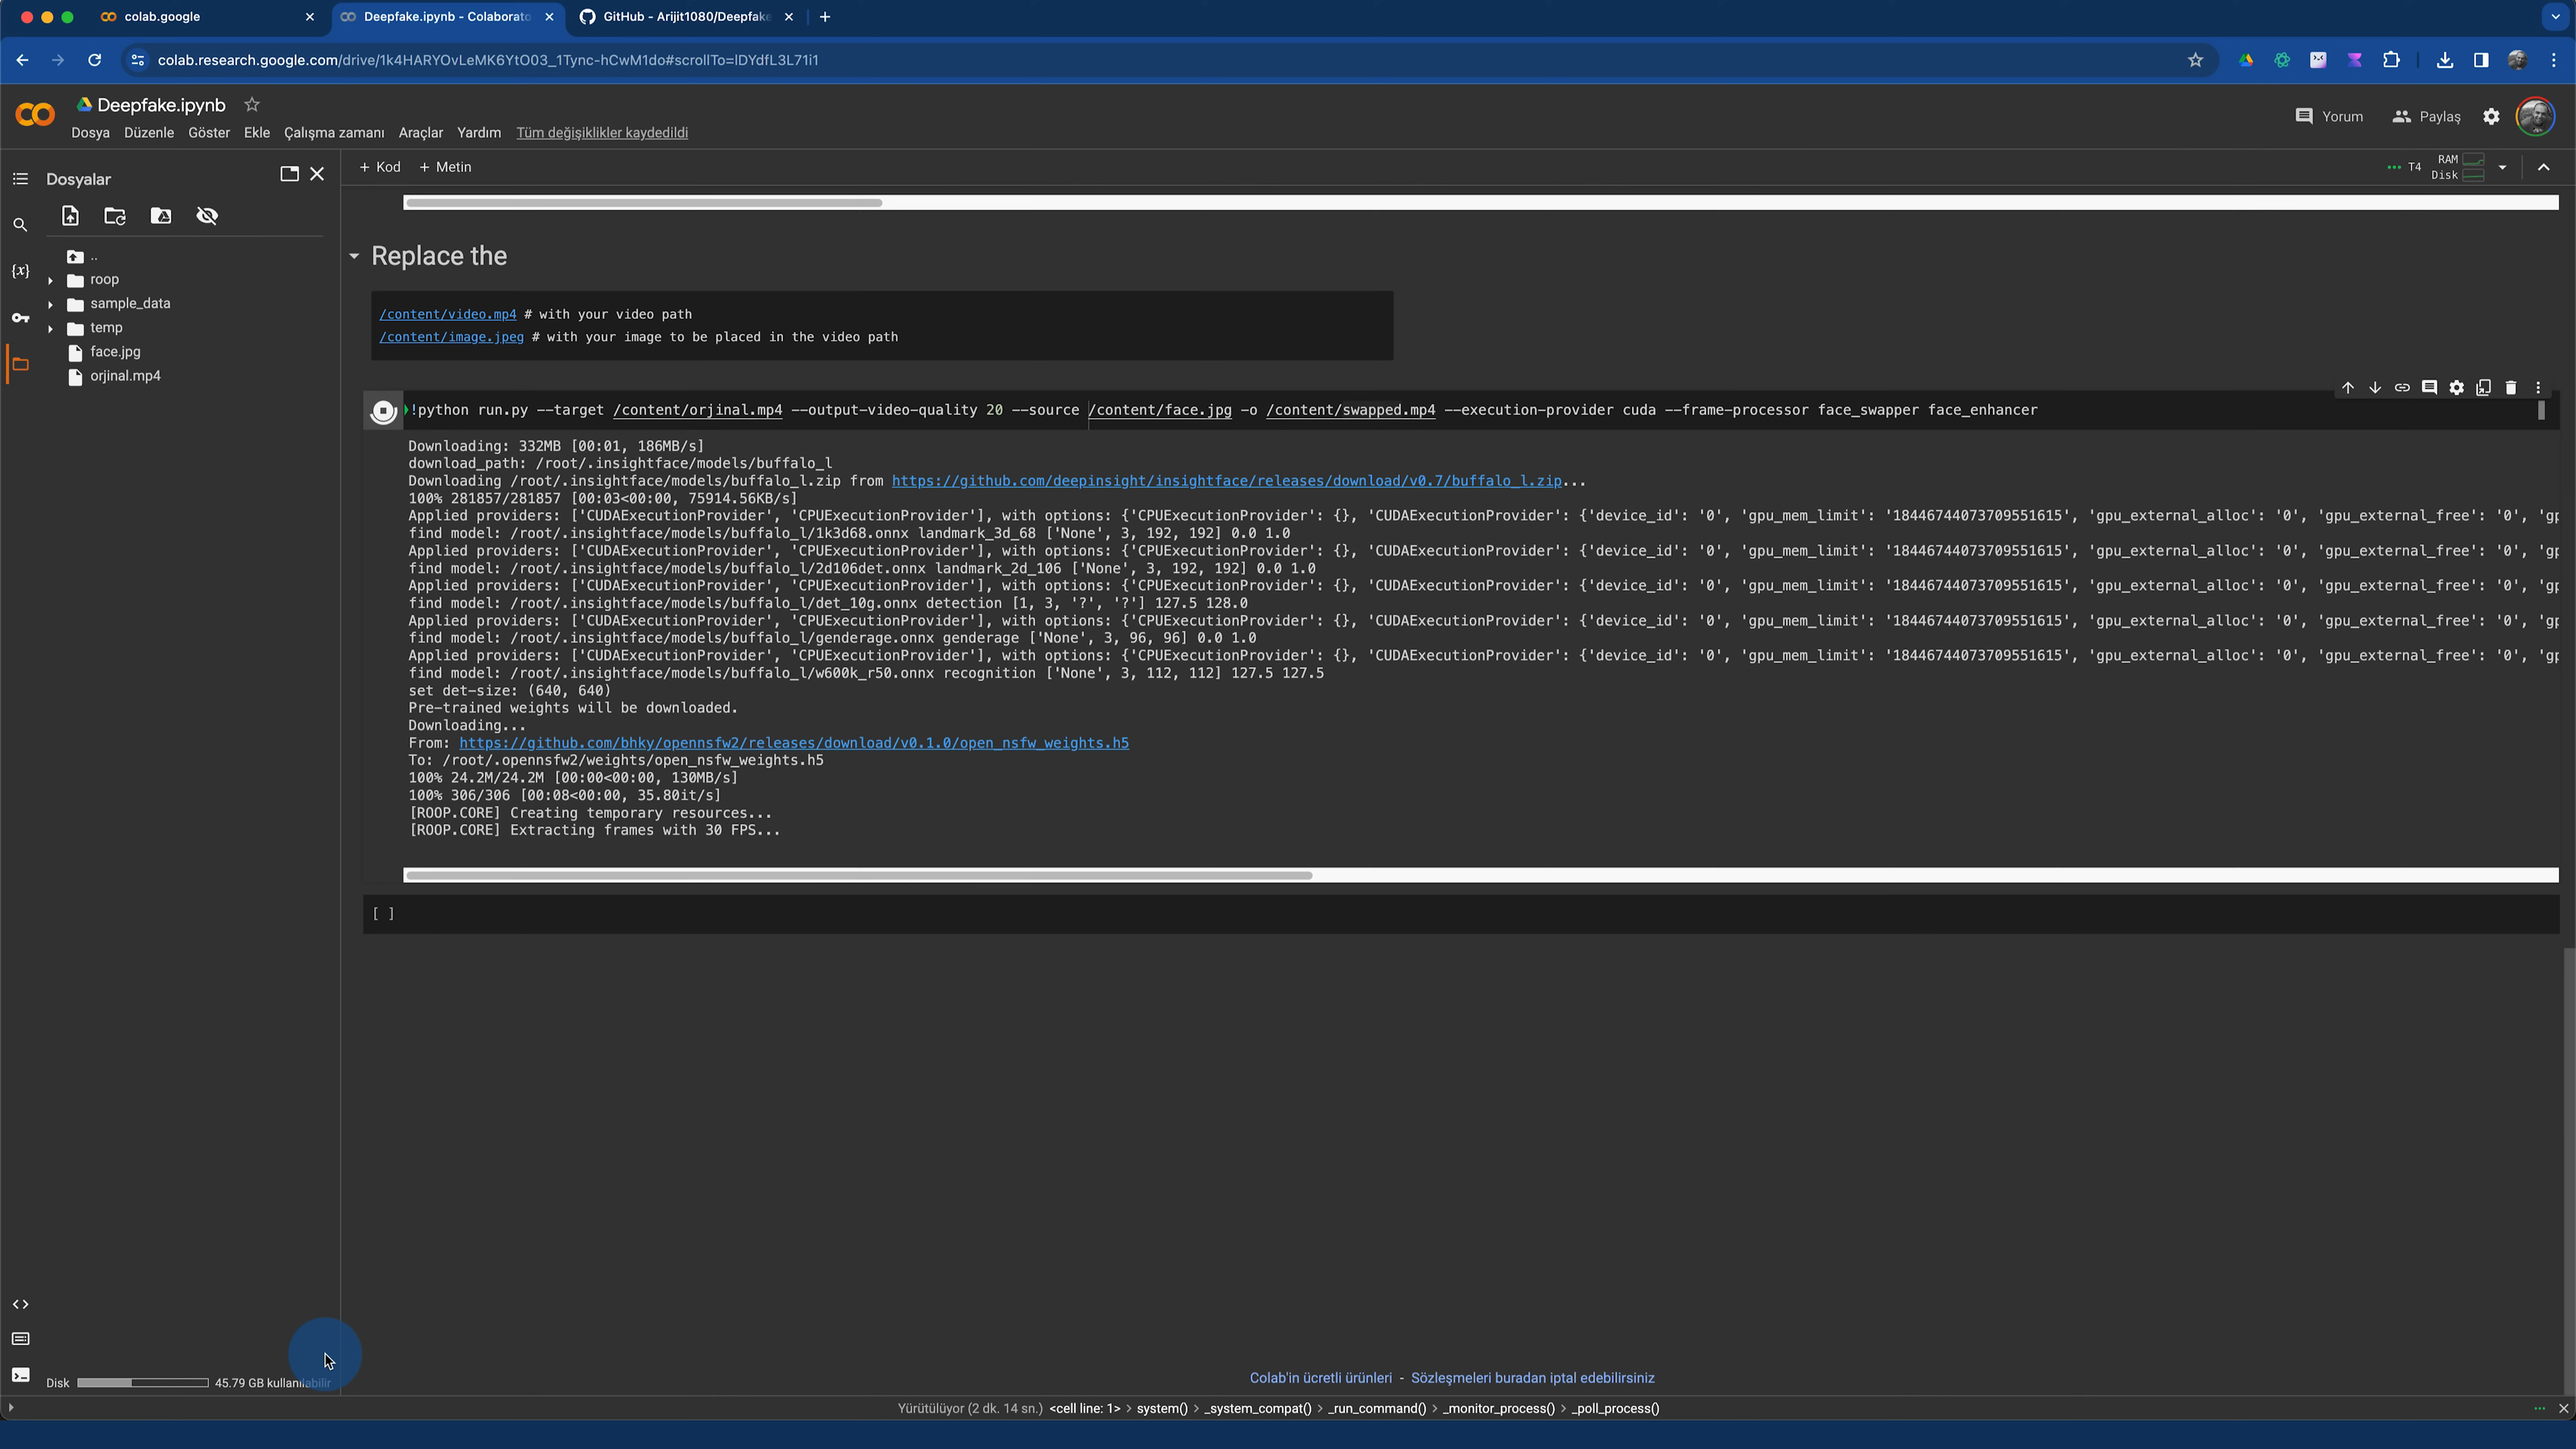 colab.google
Deepfake.ipynb - Colaborato
GitHub - Arijit1080/Deepfake
colab.research.google.com/drive/1k4HARYOvLeMK6YtO03_1Tync-hCwM1do#scrollTo=lDYdfL3L71i1
Deepfake.ipynb
Dosya Düzenle Göster Ekle Çalışma zamanı Araçlar Yardım Tüm değişiklikler kaydedildi
Yorum Paylaş
Dosyalar
+ Kod + Metin
T4 RAM
Disk
..
roop
sample_data
temp
face.jpg
orjinal.mp4
Replace the
/content/video.mp4 # with your video path
/content/image.jpeg # with your image to be placed in the video path
!python run.py --target /content/orjinal.mp4 --output-video-quality 20 --source /content/face.jpg -o /content/swapped.mp4 --execution-provider cuda --frame-processor face_swapper face_enhancer
Downloading: 332MB [00:01, 186MB/s]
download_path: /root/.insightface/models/buffalo_l
Downloading /root/.insightface/models/buffalo_l.zip from https://github.com/deepinsight/insightface/releases/download/v0.7/buffalo_l.zip...
100% 281857/281857 [00:03<00:00, 75914.56KB/s]
Applied providers: ['CUDAExecutionProvider', 'CPUExecutionProvider'], with options: {'CPUExecutionProvider': {}, 'CUDAExecutionProvider': {'device_id': '0', 'gpu_mem_limit': '18446744073709551615', 'gpu_external_alloc': '0', 'gpu_external_free': '0', 'gp
find model: /root/.insightface/models/buffalo_l/1k3d68.onnx landmark_3d_68 ['None', 3, 192, 192] 0.0 1.0
Applied providers: ['CUDAExecutionProvider', 'CPUExecutionProvider'], with options: {'CPUExecutionProvider': {}, 'CUDAExecutionProvider': {'device_id': '0', 'gpu_mem_limit': '18446744073709551615', 'gpu_external_alloc': '0', 'gpu_external_free': '0', 'gp
find model: /root/.insightface/models/buffalo_l/2d106det.onnx landmark_2d_106 ['None', 3, 192, 192] 0.0 1.0
Applied providers: ['CUDAExecutionProvider', 'CPUExecutionProvider'], with options: {'CPUExecutionProvider': {}, 'CUDAExecutionProvider': {'device_id': '0', 'gpu_mem_limit': '18446744073709551615', 'gpu_external_alloc': '0', 'gpu_external_free': '0', 'gp
find model: /root/.insightface/models/buffalo_l/det_10g.onnx detection [1, 3, '?', '?'] 127.5 128.0
Applied providers: ['CUDAExecutionProvider', 'CPUExecutionProvider'], with options: {'CPUExecutionProvider': {}, 'CUDAExecutionProvider': {'device_id': '0', 'gpu_mem_limit': '18446744073709551615', 'gpu_external_alloc': '0', 'gpu_external_free': '0', 'gp
find model: /root/.insightface/models/buffalo_l/genderage.onnx genderage ['None', 3, 96, 96] 0.0 1.0
Applied providers: ['CUDAExecutionProvider', 'CPUExecutionProvider'], with options: {'CPUExecutionProvider': {}, 'CUDAExecutionProvider': {'device_id': '0', 'gpu_mem_limit': '18446744073709551615', 'gpu_external_alloc': '0', 'gpu_external_free': '0', 'gp
find model: /root/.insightface/models/buffalo_l/w600k_r50.onnx recognition ['None', 3, 112, 112] 127.5 127.5
set det-size: (640, 640)
Pre-trained weights will be downloaded.
Downloading...
From: https://github.com/bhky/opennsfw2/releases/download/v0.1.0/open_nsfw_weights.h5
To: /root/.opennsfw2/weights/open_nsfw_weights.h5
100% 24.2M/24.2M [00:00<00:00, 130MB/s]
100% 306/306 [00:08<00:00, 35.80it/s]
[ROOP.CORE] Creating temporary resources...
[ROOP.CORE] Extracting frames with 30 FPS...
[ ]
Disk 45.79 GB kullanılabilir
Colab'in ücretli ürünleri - Sözleşmeleri buradan iptal edebilirsiniz
Yürütülüyor (2 dk. 14 sn.) <cell line: 1> > system() > _system_compat() > _run_command() > _monitor_process() > _poll_process()